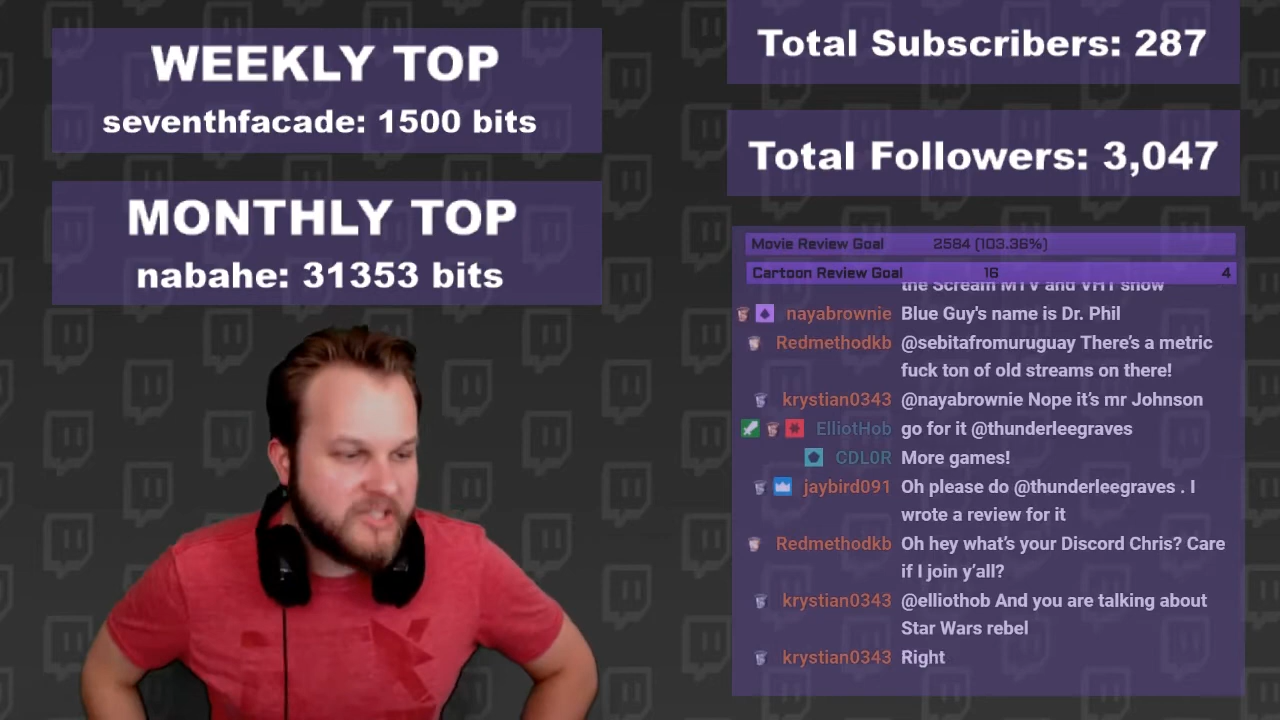 WEEKLY TOP
seventhfacade: 1500 bits
MONTHLY TOP
nabahe: 31353 bits
Total Subscribers: 287
Total Followers: 3,047
Movie Review Goal 2584 (103.36%)
Cartoon Review Goal 16 4
the Scream MTV and VH1 show
nayabrownie Blue Guy's name is Dr. Phil
Redmethodkb @sebitafromuruguay There's a metric
fuck ton of old streams on there!
krystian0343 @nayabrownie Nope it's mr Johnson
ElliotHob go for it @thunderleegraves
CDL0R More games!
jaybird091 Oh please do @thunderleegraves . I
wrote a review for it
Redmethodkb Oh hey what's your Discord Chris? Care
if I join y'all?
krystian0343 @elliothob And you are talking about
Star Wars rebel
krystian0343 Right